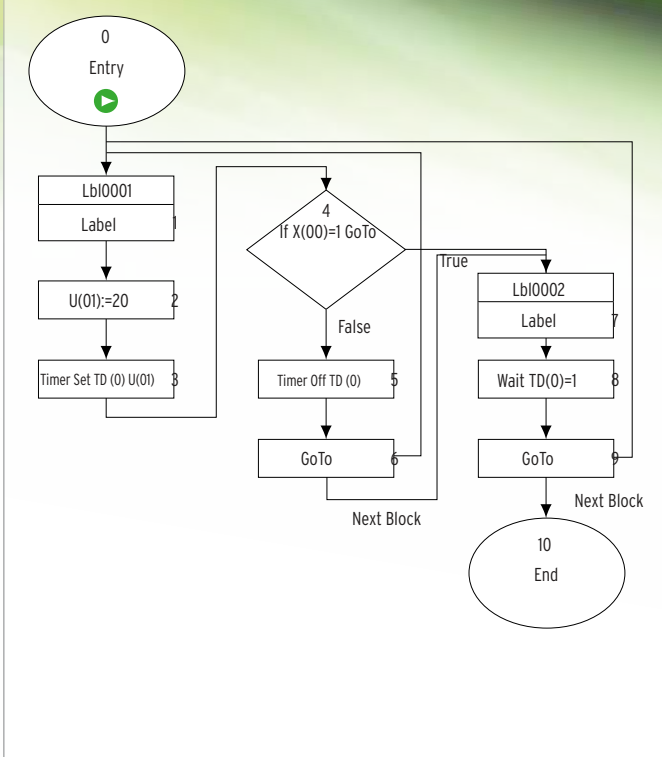 0
Entry
Lbl0001
Label 1
U(01):=20 2
Timer Set TD (0) U(01) 3
4
If X(00)=1 GoTo
True
False
Timer Off TD (0) 5
GoTo 6
Next Block
Lbl0002
Label 7
Wait TD(0)=1 8
GoTo 9
Next Block
10
End